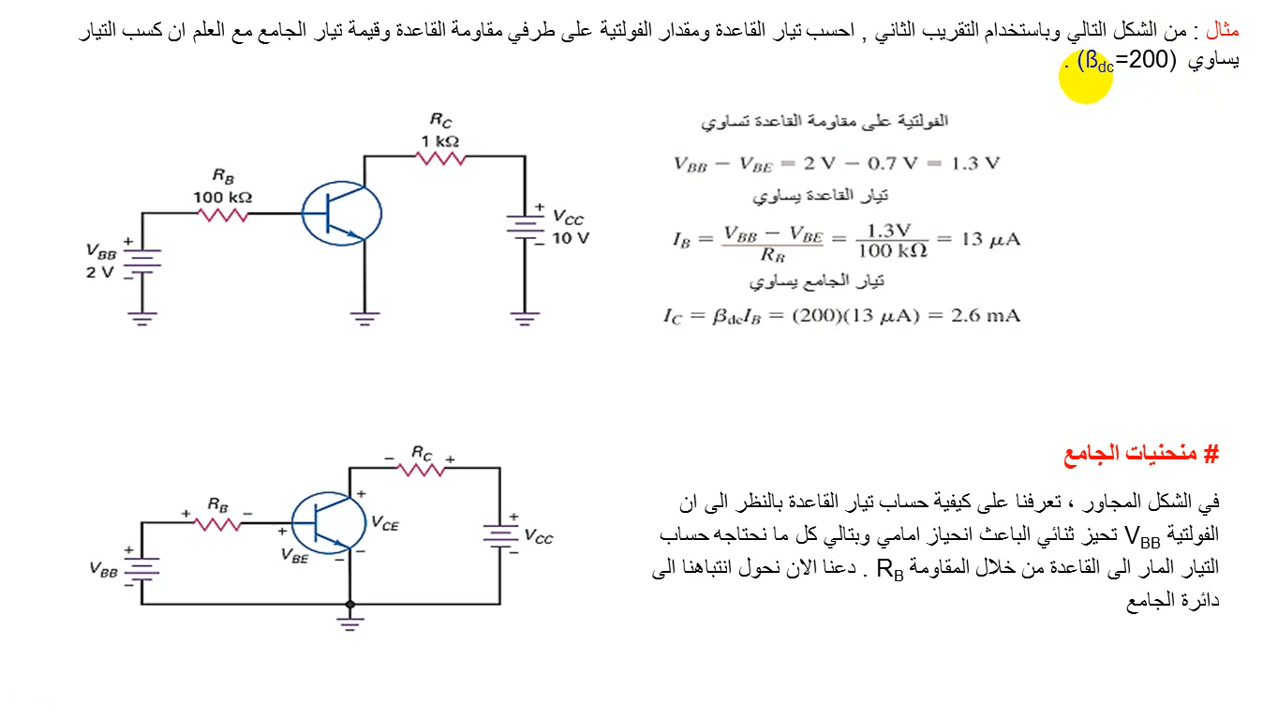 مثال : من الشكل التالي وباستخدام التقريب الثاني , احسب تيار القاعدة ومقدار الفولتية على طرفي مقاومة القاعدة وقيمة تيار الجامع مع العلم ان كسب التيار
يساوي (ßdc=200) .
الفولتية على مقاومة القاعدة تساوي
VBB − VBE = 2 V − 0.7 V = 1.3 V
تيار القاعدة يساوي
IB = (VBB − VBE) / RB = 1.3V / 100 kΩ = 13 μA
تيار الجامع يساوي
IC = βdcIB = (200)(13 μA) = 2.6 mA
RC
1 kΩ
RB
100 kΩ
VBB
2 V
+
−
+
−
VCC
10 V
# منحنيات الجامع
في الشكل المجاور ، تعرفنا على كيفية حساب تيار القاعدة بالنظر الى ان
الفولتية VBB تحيز ثنائي الباعث انحياز امامي وبتالي كل ما نحتاجه حساب
التيار المار الى القاعدة من خلال المقاومة RB . دعنا الان نحول انتباهنا الى
دائرة الجامع
− RC +
+ RB −
+
VCE
−
+
VBE
−
+
VBB
−
+
VCC
−